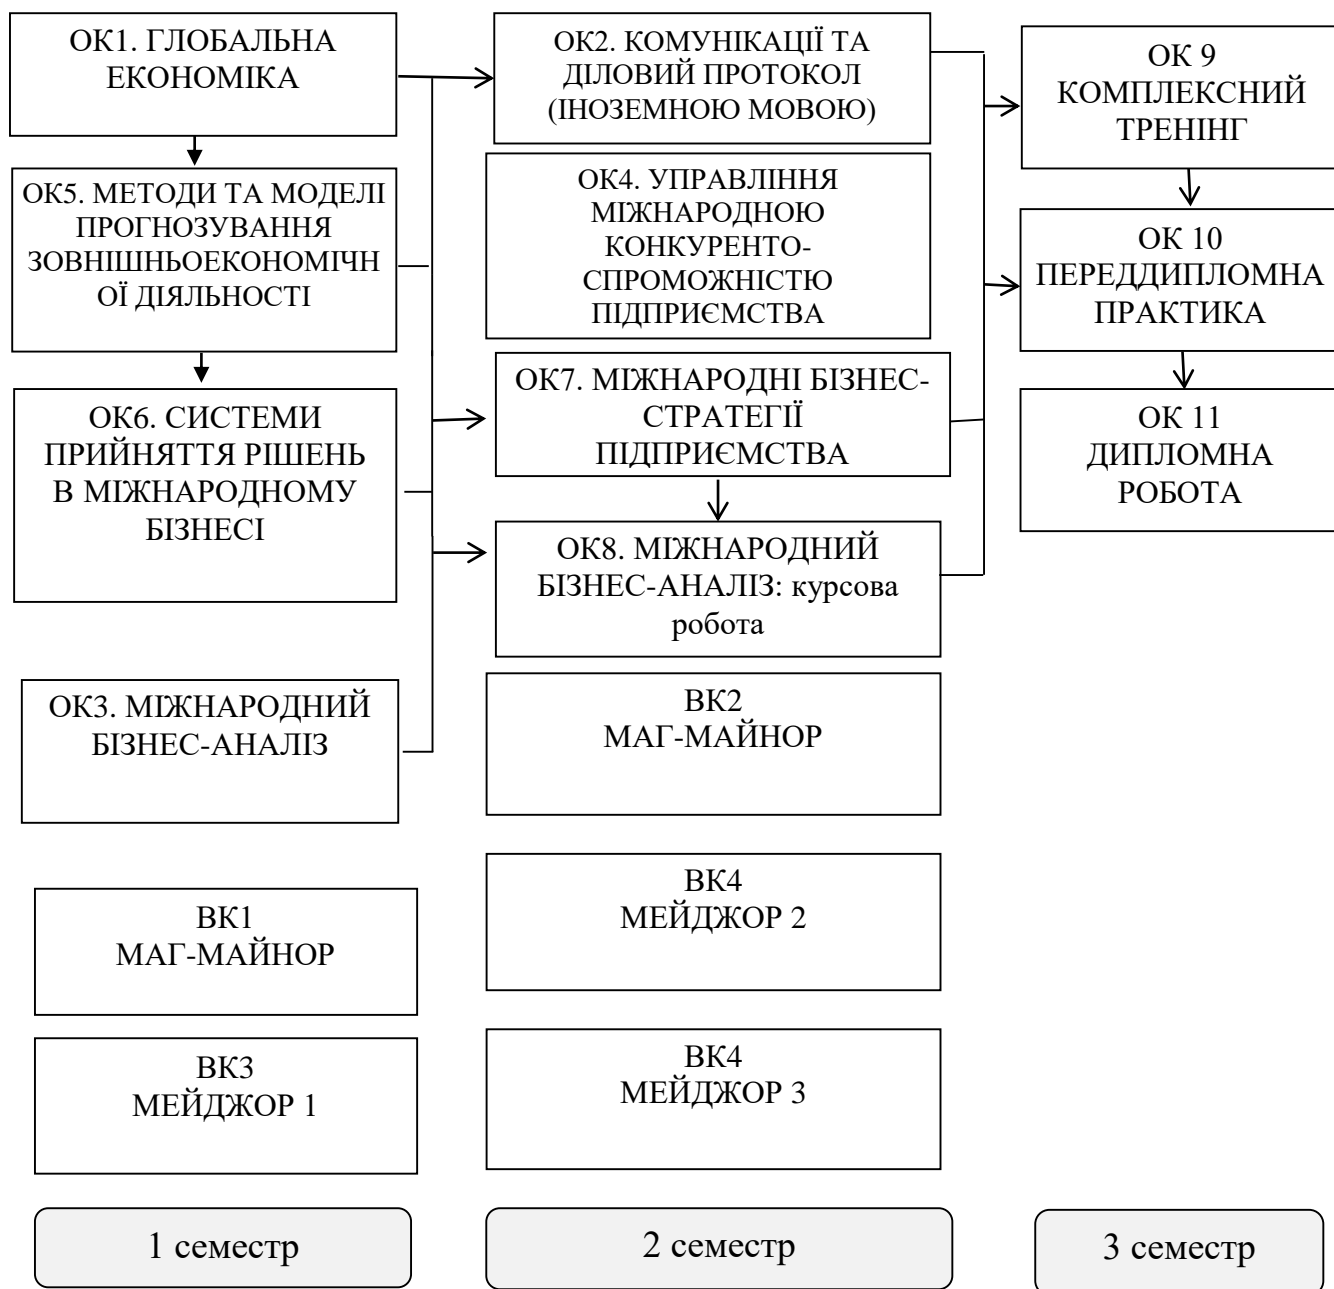 ОК1. ГЛОБАЛЬНА
ЕКОНОМІКА
ОК5. МЕТОДИ ТА МОДЕЛІ
ПРОГНОЗУВАННЯ
ЗОВНІШНЬОЕКОНОМІЧН
ОЇ ДІЯЛЬНОСТІ
ОК6. СИСТЕМИ
ПРИЙНЯТТЯ РІШЕНЬ
В МІЖНАРОДНОМУ
БІЗНЕСІ
ОК3. МІЖНАРОДНИЙ
БІЗНЕС-АНАЛІЗ
ВК1
МАГ-МАЙНОР
ВК3
МЕЙДЖОР 1
1 семестр
ОК2. КОМУНІКАЦІЇ ТА
ДІЛОВИЙ ПРОТОКОЛ
(ІНОЗЕМНОЮ МОВОЮ)
ОК4. УПРАВЛІННЯ
МІЖНАРОДНОЮ
КОНКУРЕНТО-
СПРОМОЖНІСТЮ
ПІДПРИЄМСТВА
ОК7. МІЖНАРОДНІ БІЗНЕС-
СТРАТЕГІЇ
ПІДПРИЄМСТВА
ОК8. МІЖНАРОДНИЙ
БІЗНЕС-АНАЛІЗ: курсова
робота
ВК2
МАГ-МАЙНОР
ВК4
МЕЙДЖОР 2
ВК4
МЕЙДЖОР 3
2 семестр
ОК 9
КОМПЛЕКСНИЙ
ТРЕНІНГ
ОК 10
ПЕРЕДДИПЛОМНА
ПРАКТИКА
ОК 11
ДИПЛОМНА
РОБОТА
3 семестр